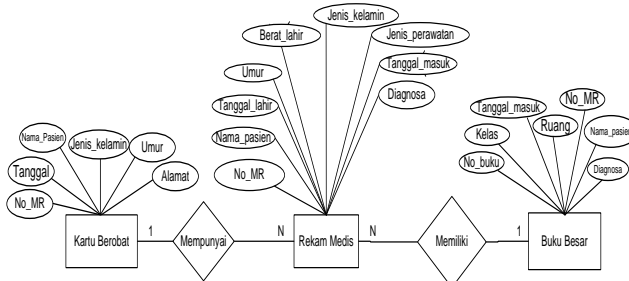 Jenis_kelamin
Berat_lahir
Jenis_perawatan
Tanggal_masuk
Umur
Diagnosa
Tanggal_lahir
Nama_pasien
No_MR
Nama_Pasien
Jenis_kelamin
Umur
Tanggal
Alamat
No_MR
Tanggal_masuk
No_MR
Ruang
Nama_pasien
Kelas
No_buku
Diagnosa
Kartu Berobat
1
Mempunyai
N
Rekam Medis
N
Memiliki
1
Buku Besar